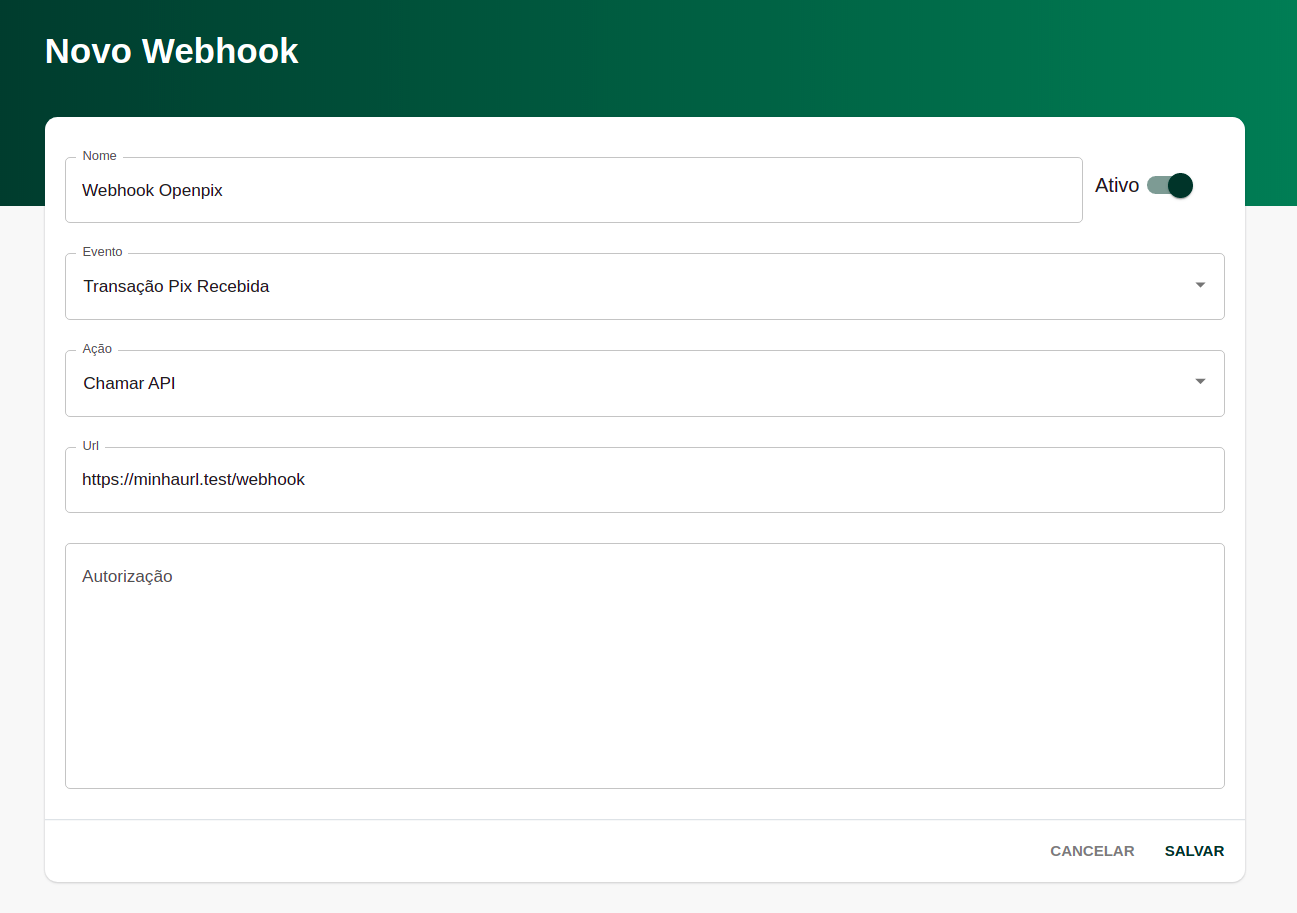 Novo Webhook
Nome
Webhook Openpix
Ativo
Evento
Transação Pix Recebida
Ação
Chamar API
Url
https://minhaurl.test/webhook
Autorização
CANCELAR
SALVAR